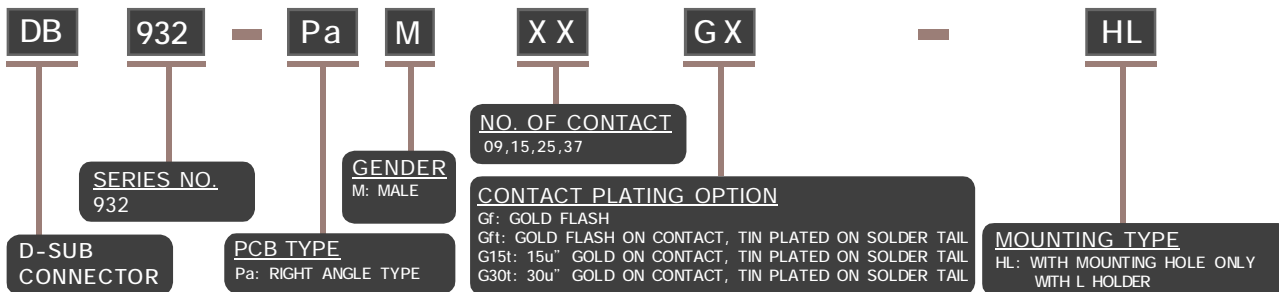 DB 932 - Pa M XX GX - HL
NO. OF CONTACT
09,15,25,37
GENDER
M: MALE
SERIES NO.
932
CONTACT PLATING OPTION
Gf: GOLD FLASH
Gft: GOLD FLASH ON CONTACT, TIN PLATED ON SOLDER TAIL
G15t: 15u" GOLD ON CONTACT, TIN PLATED ON SOLDER TAIL
G30t: 30u" GOLD ON CONTACT, TIN PLATED ON SOLDER TAIL
D-SUB
CONNECTOR
PCB TYPE
Pa: RIGHT ANGLE TYPE
MOUNTING TYPE
HL: WITH MOUNTING HOLE ONLY
WITH L HOLDER